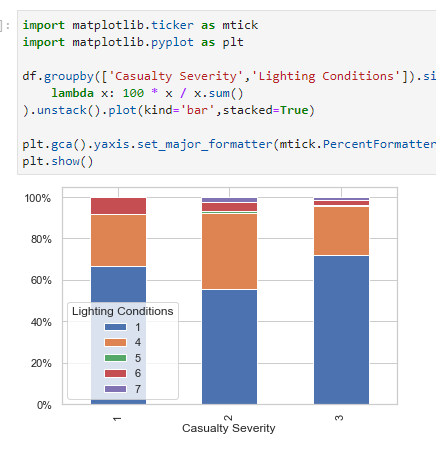 ]:
import matplotlib.ticker as mtick
import matplotlib.pyplot as plt
df.groupby(['Casualty Severity','Lighting Conditions']).si
lambda x: 100 * x / x.sum()
).unstack().plot(kind='bar',stacked=True)
plt.gca().yaxis.set_major_formatter(mtick.PercentFormatter
plt.show()
100%
80%
60%
40%
20%
0%
Lighting Conditions
1
4
5
6
7
1
2
3
Casualty Severity